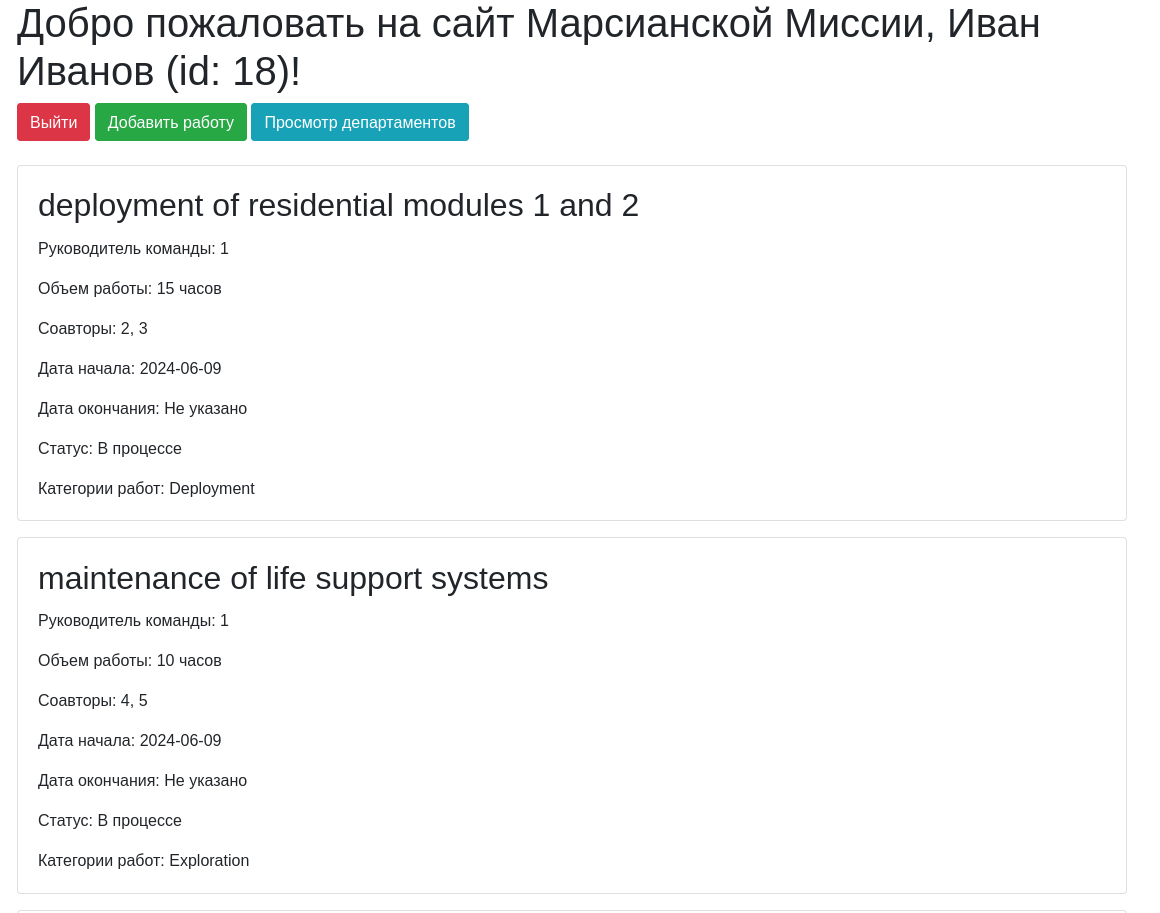 Добро пожаловать на сайт Марсианской Миссии, Иван
Иванов (id: 18)!
Выйти Добавить работу Просмотр департаментов
deployment of residential modules 1 and 2
Руководитель команды: 1
Объем работы: 15 часов
Соавторы: 2, 3
Дата начала: 2024-06-09
Дата окончания: Не указано
Статус: В процессе
Категории работ: Deployment
maintenance of life support systems
Руководитель команды: 1
Объем работы: 10 часов
Соавторы: 4, 5
Дата начала: 2024-06-09
Дата окончания: Не указано
Статус: В процессе
Категории работ: Exploration